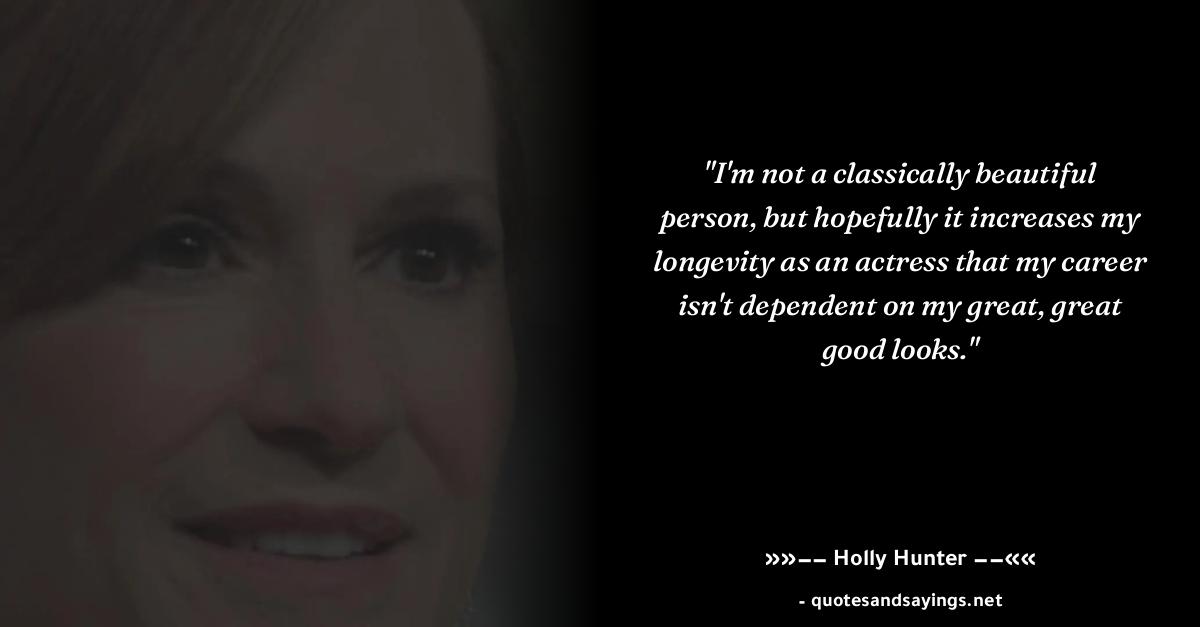 "I'm not a classically beautiful
person, but hopefully it increases my
longevity as an actress that my career
isn't dependent on my great, great
good looks."
»»−− Holly Hunter −−««
- quotesandsayings.net